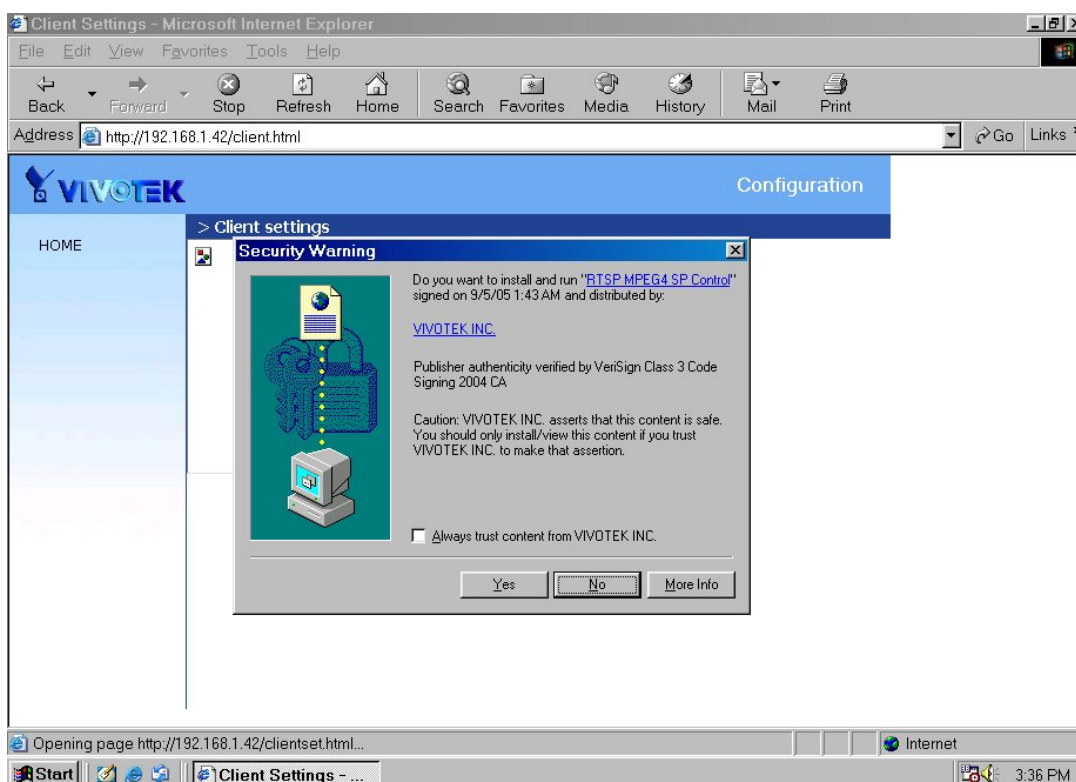 Client Settings - Microsoft Internet Explorer
File Edit View Favorites Tools Help
Back Forward Stop Refresh Home Search Favorites Media History Mail Print
Address http://192.168.1.42/client.html Go Links
VIVOTEK
Configuration
> Client settings
HOME
Security Warning
Do you want to install and run "RTSP MPEG4 SP Control"
signed on 9/5/05 1:43 AM and distributed by:
VIVOTEK INC.
Publisher authenticity verified by VeriSign Class 3 Code
Signing 2004 CA
Caution: VIVOTEK INC. asserts that this content is safe.
You should only install/view this content if you trust
VIVOTEK INC. to make that assertion.
Always trust content from VIVOTEK INC.
Yes No More Info
Opening page http://192.168.1.42/clientset.html... Internet
Start Client Settings - ... 3:36 PM